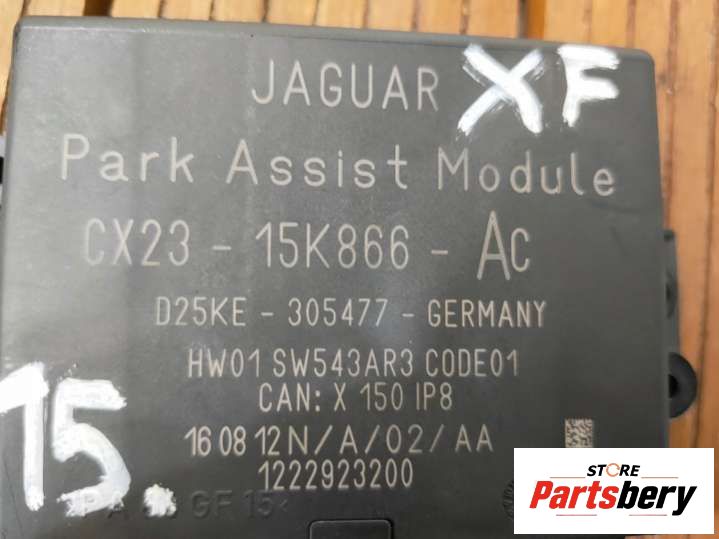 JAGUAR XF
Park Assist Module
CX23 - 15K866 - AC
D25KE - 305477 - GERMANY
HW01 SW543AR3 CODE01
CAN: X 150 IP8
15.
16 08 12 N/A/02/AA
1222923200
GF15
STORE
Partsbery